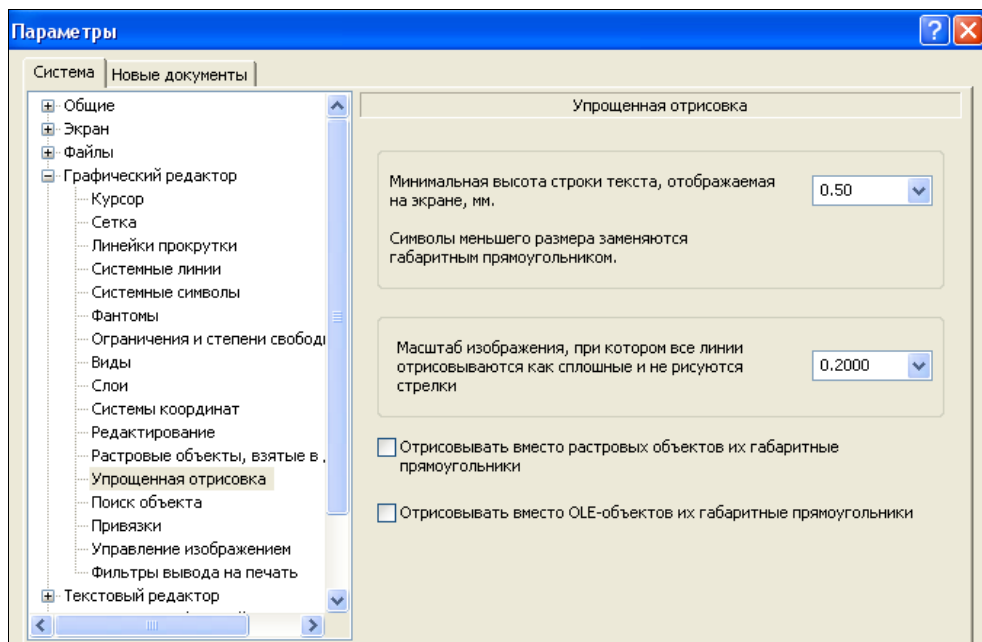 Параметры
Система
Новые документы
Общие
Экран
Файлы
Графический редактор
Курсор
Сетка
Линейки прокрутки
Системные линии
Системные символы
Фантомы
Ограничения и степени свободы
Виды
Слои
Системы координат
Редактирование
Растровые объекты, взятые в
Упрощенная отрисовка
Поиск объекта
Привязки
Управление изображением
Фильтры вывода на печать
Текстовый редактор
Упрощенная отрисовка
Минимальная высота строки текста, отображаемая
на экране, мм.
0.50
Символы меньшего размера заменяются
габаритным прямоугольником.
Масштаб изображения, при котором все линии
отрисовываются как сплошные и не рисуются
стрелки
0.2000
Отрисовывать вместо растровых объектов их габаритные
прямоугольники
Отрисовывать вместо OLE-объектов их габаритные прямоугольники